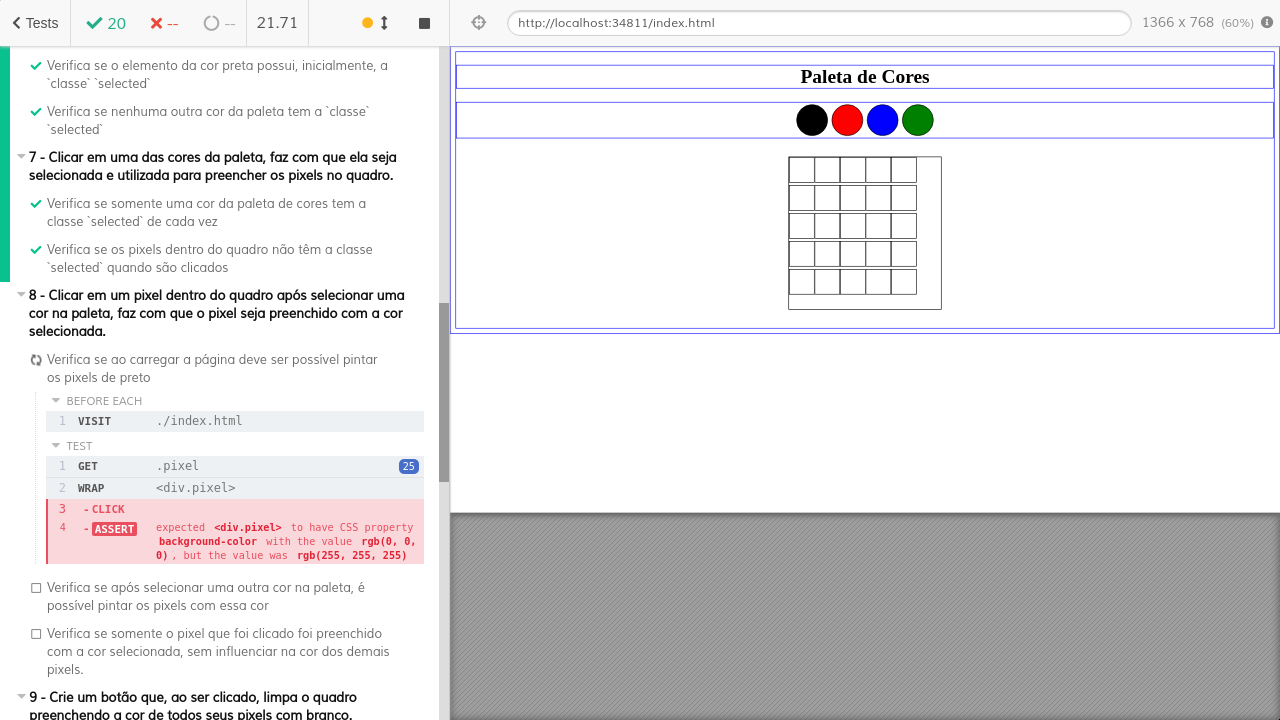 Tests
20
--
--
21.71
http://localhost:34811/index.html
1366 x 768 (60%)
Verifica se o elemento da cor preta possui, inicialmente, a
`classe` `selected`
Verifica se nenhuma outra cor da paleta tem a `classe`
`selected`
7 - Clicar em uma das cores da paleta, faz com que ela seja
selecionada e utilizada para preencher os pixels no quadro.
Verifica se somente uma cor da paleta de cores tem a
classe `selected` de cada vez
Verifica se os pixels dentro do quadro não têm a classe
`selected` quando são clicados
8 - Clicar em um pixel dentro do quadro após selecionar uma
cor na paleta, faz com que o pixel seja preenchido com a cor
selecionada.
Verifica se ao carregar a página deve ser possível pintar
os pixels de preto
BEFORE EACH
1 VISIT ./index.html
TEST
1 GET .pixel 25
2 WRAP <div.pixel>
3 - CLICK
4 - ASSERT expected <div.pixel> to have CSS property
background-color with the value rgb(0, 0,
0) , but the value was rgb(255, 255, 255)
Verifica se após selecionar uma outra cor na paleta, é
possível pintar os pixels com essa cor
Verifica se somente o pixel que foi clicado foi preenchido
com a cor selecionada, sem influenciar na cor dos demais
pixels.
9 - Crie um botão que, ao ser clicado, limpa o quadro
preenchendo a cor de todos seus pixels com branco.
Paleta de Cores